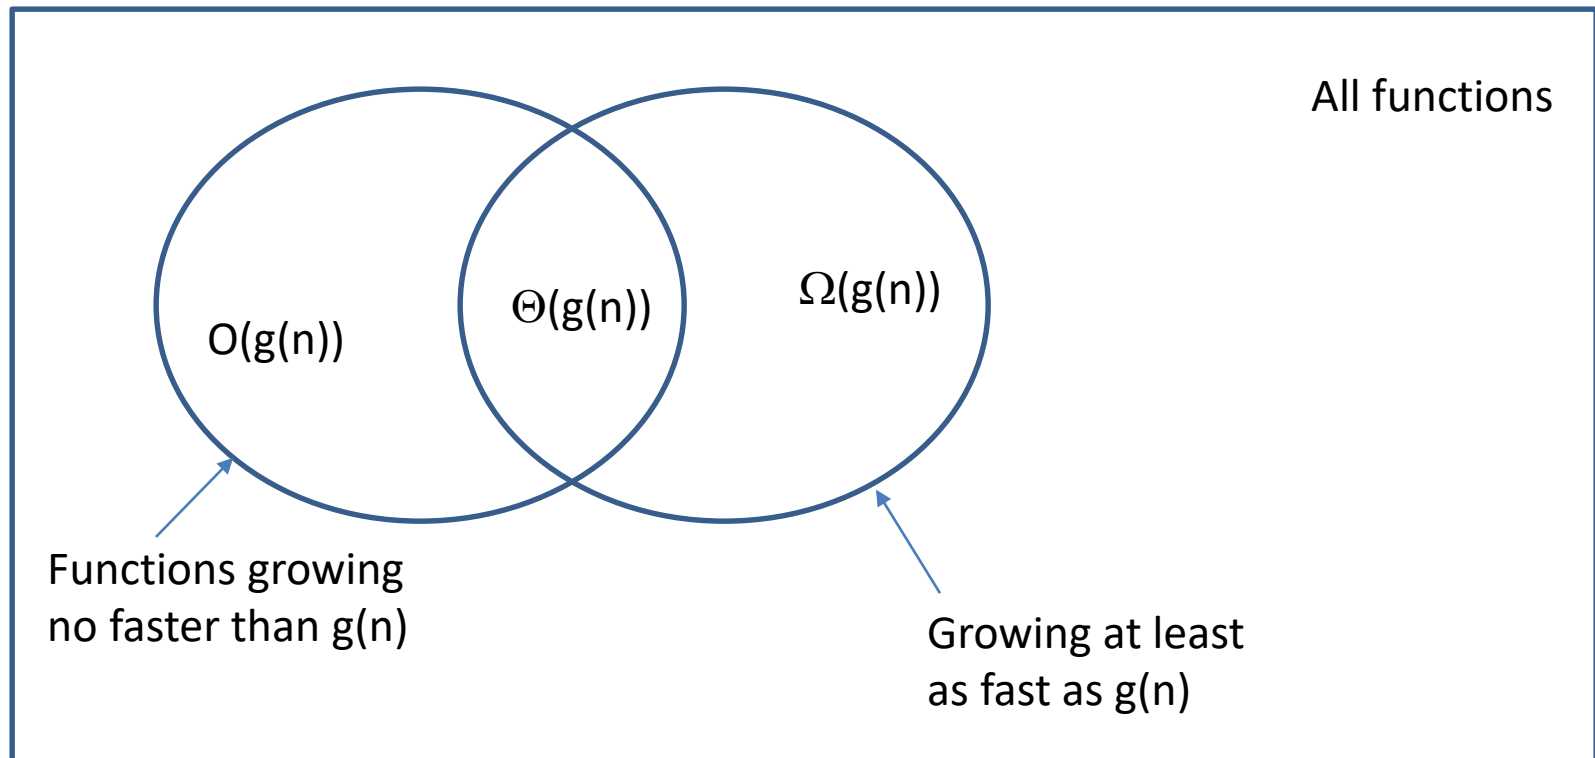 All functions
O(g(n))
Θ(g(n))
Ω(g(n))
Functions growing
no faster than g(n)
Growing at least
as fast as g(n)